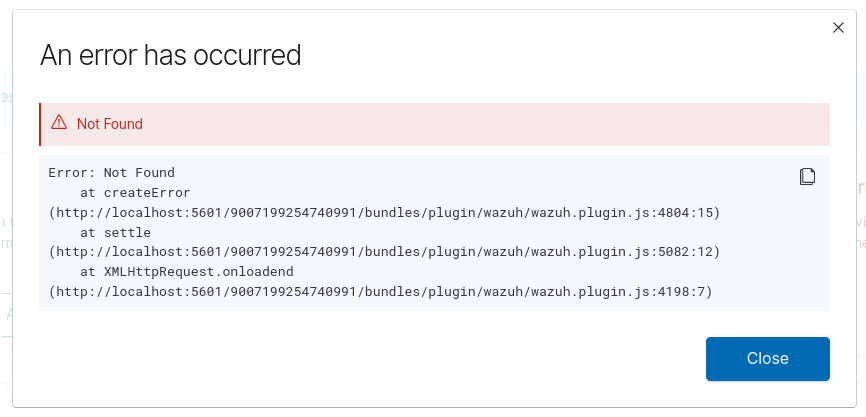 An error has occurred
Not Found
Error: Not Found
at createError
(http://localhost:5601/9007199254740991/bundles/plugin/wazuh/wazuh.plugin.js:4804:15)
at settle
(http://localhost:5601/9007199254740991/bundles/plugin/wazuh/wazuh.plugin.js:5082:12)
at XMLHttpRequest.onloadend
(http://localhost:5601/9007199254740991/bundles/plugin/wazuh/wazuh.plugin.js:4198:7)
Close